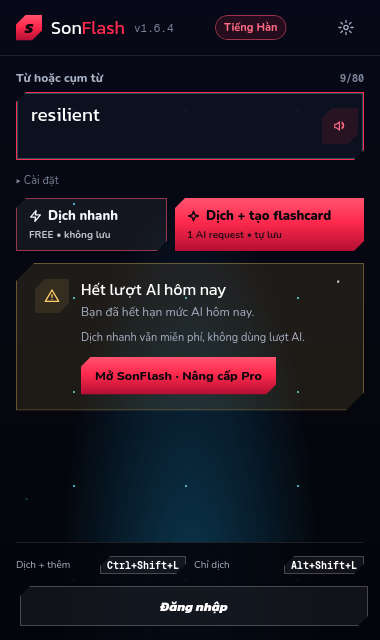 S SonFlash v1.6.4 Tiếng Hàn
Từ hoặc cụm từ 9/80
resilient
▸ Cài đặt
Dịch nhanh
FREE • không lưu
Dịch + tạo flashcard
1 AI request • tự lưu
Hết lượt AI hôm nay
Bạn đã hết hạn mức AI hôm nay.
Dịch nhanh vẫn miễn phí, không dùng lượt AI.
Mở SonFlash · Nâng cấp Pro
Dịch + thêm Ctrl+Shift+L Chỉ dịch Alt+Shift+L
Đăng nhập